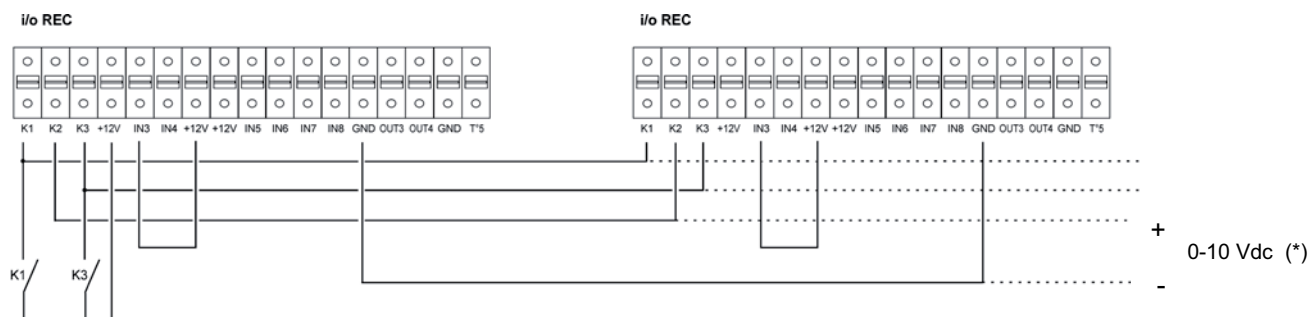 i/o REC
i/o REC
K1 K2 K3 +12V IN3 IN4 +12V +12V IN5 IN6 IN7 IN8 GND OUT3 OUT4 GND T°5
K1 K2 K3 +12V IN3 IN4 +12V +12V IN5 IN6 IN7 IN8 GND OUT3 OUT4 GND T°5
+
0-10 Vdc (*)
-
K1 K3